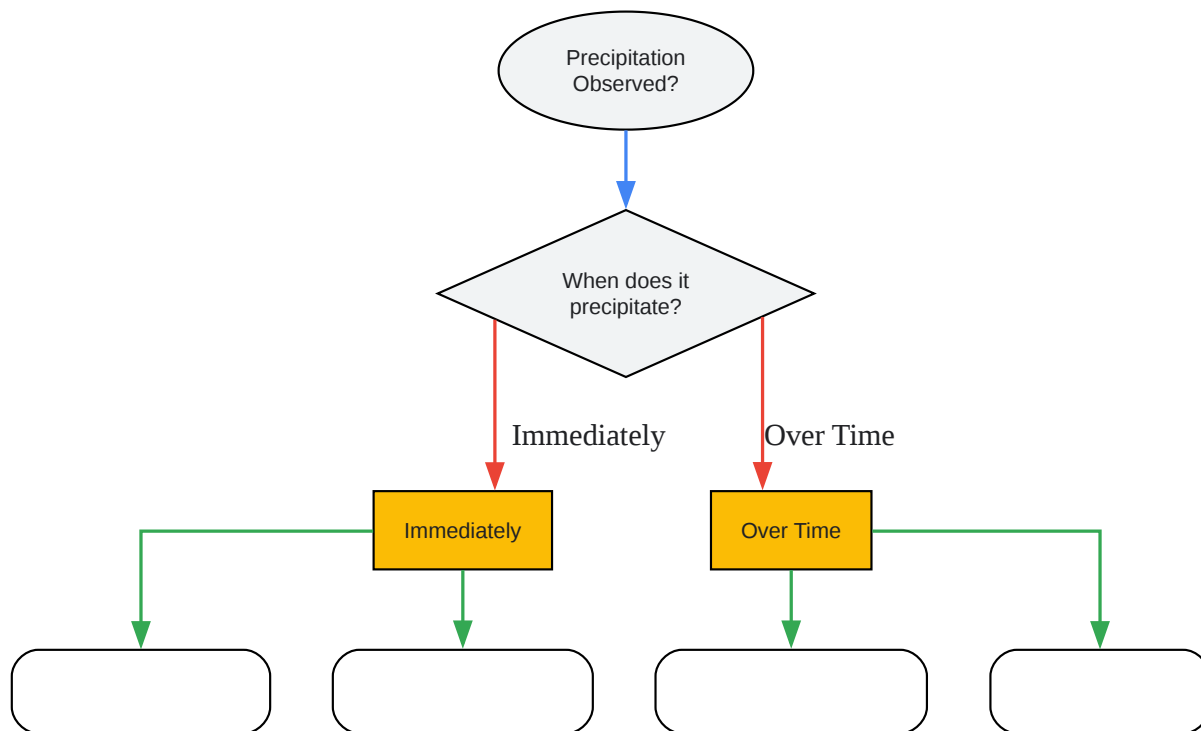 Precipitation
Observed?
When does it
precipitate?
Immediately
Over Time
Immediately
Over Time